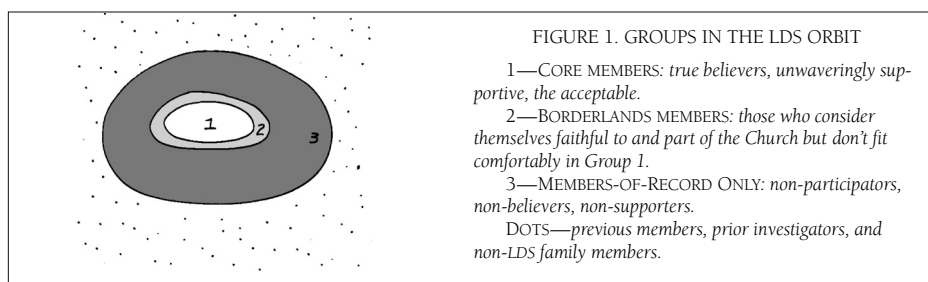 FIGURE 1. GROUPS IN THE LDS ORBIT
1—CORE MEMBERS: true believers, unwaveringly sup-
portive, the acceptable.
2—BORDERLANDS MEMBERS: those who consider
themselves faithful to and part of the Church but don't fit
comfortably in Group 1.
3—MEMBERS-OF-RECORD ONLY: non-participators,
non-believers, non-supporters.
DOTS—previous members, prior investigators, and
non-LDS family members.
1
2
3